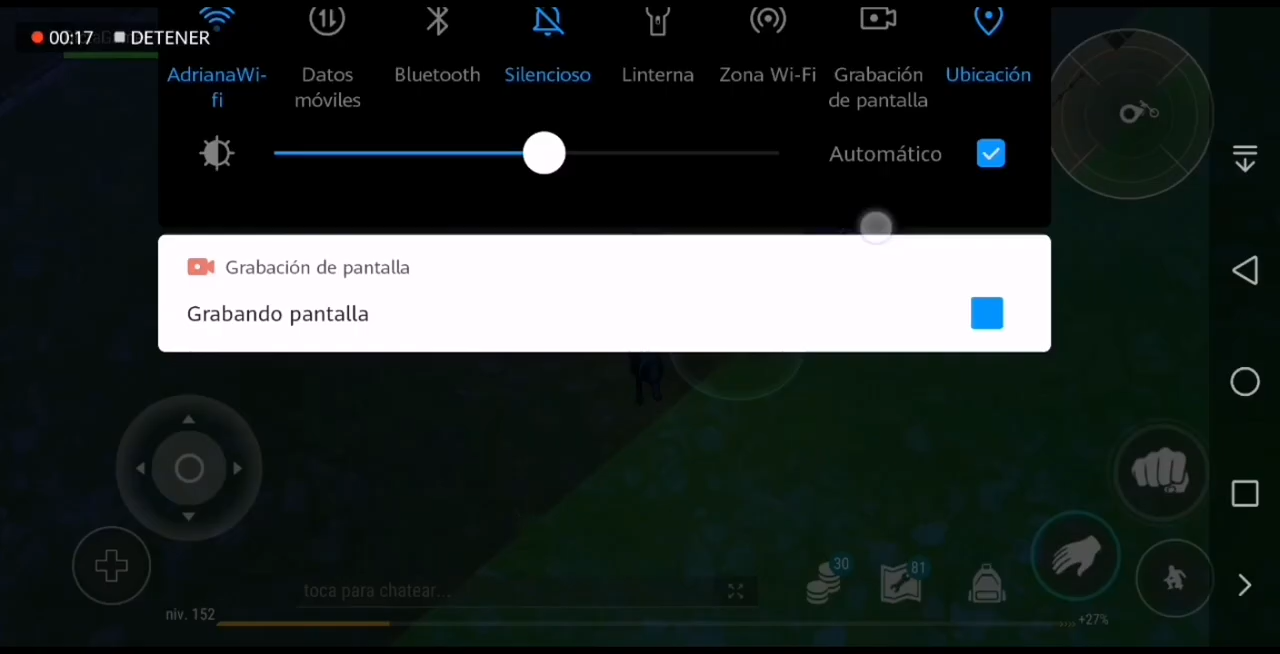 00:17 DETENER
AdrianaWi-
fi
Datos
móviles
Bluetooth
Silencioso
Linterna
Zona Wi-Fi
Grabación
de pantalla
Ubicación
Automático
Grabación de pantalla
Grabando pantalla
toca para chatear...
30
81
niv. 152
+27%